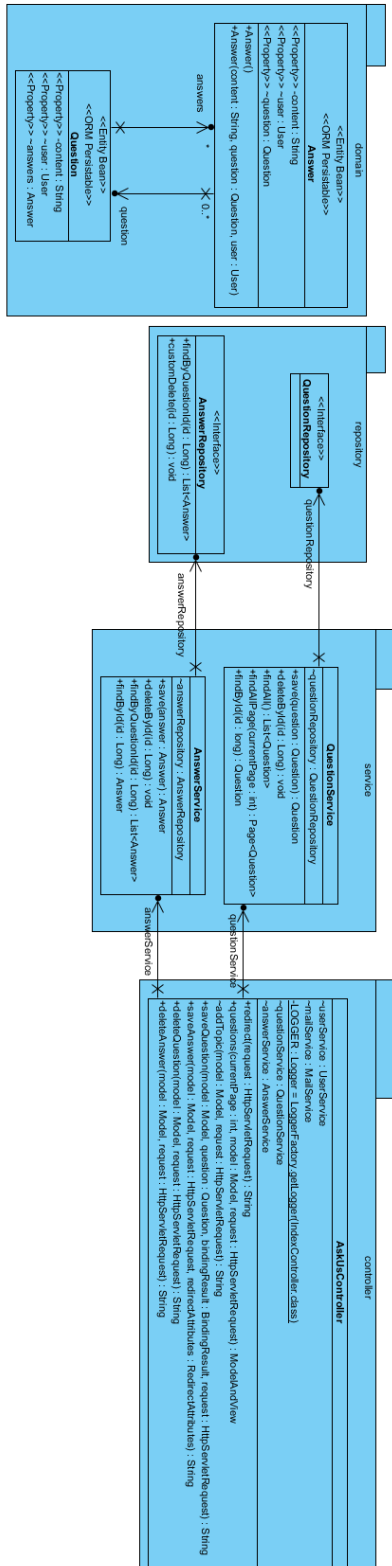 domain
<<Entity Bean>>
<<ORM Persistable>>
Answer
<<Property>> -content : String
<<Property>> ~user : User
<<Property>> ~question : Question
+Answer()
+Answer(content : String, question : Question, user : User)
answers
*
0..*
question
<<Entity Bean>>
<<ORM Persistable>>
Question
<<Property>> -content : String
<<Property>> ~user : User
<<Property>> ~answers : Answer
repository
<<Interface>>
QuestionRepository
questionRepository
<<Interface>>
AnswerRepository
+findByQuestionId(id : Long) : List<Answer>
+customDelete(id : Long) : void
answerRepository
service
QuestionService
~questionRepository : QuestionRepository
+save(question : Question) : Question
+deleteById(id : Long) : void
+findAll() : List<Question>
+findAllPage(currentPage : int) : Page<Question>
+findById(id : long) : Question
questionService
AnswerService
~answerRepository : AnswerRepository
+save(answer : Answer) : Answer
+deleteById(id : Long) : void
+findByQuestionId(id : Long) : List<Answer>
+findById(id : Long) : Answer
answerService
controller
AskUsController
~userService : UserService
~mailService : MailService
-LOGGER : Logger = LoggerFactory.getLogger(IndexController.class)
~questionService : QuestionService
~answerService : AnswerService
+redirect(request : HttpServletRequest) : String
+questions(currentPage : int, model : Model, request : HttpServletRequest) : ModelAndView
~addTopic(model : Model, request : HttpServletRequest) : String
+saveQuestion(model : Model, question : Question, bindingResult : BindingResult, request : HttpServletRequest) : String
+saveAnswer(model : Model, request : HttpServletRequest, redirectAttributes : RedirectAttributes) : String
+deleteQuestion(model : Model, request : HttpServletRequest) : String
+deleteAnswer(model : Model, request : HttpServletRequest) : String